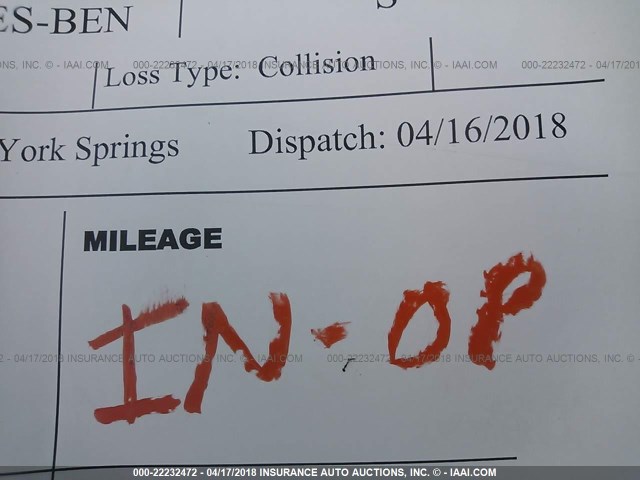 ES-BEN
Loss Type: Collision
York Springs Dispatch: 04/16/2018
MILEAGE
IN-OP
000-22232472 - 04/17/2018 INSURANCE AUTO AUCTIONS, INC. © - IAAI.COM